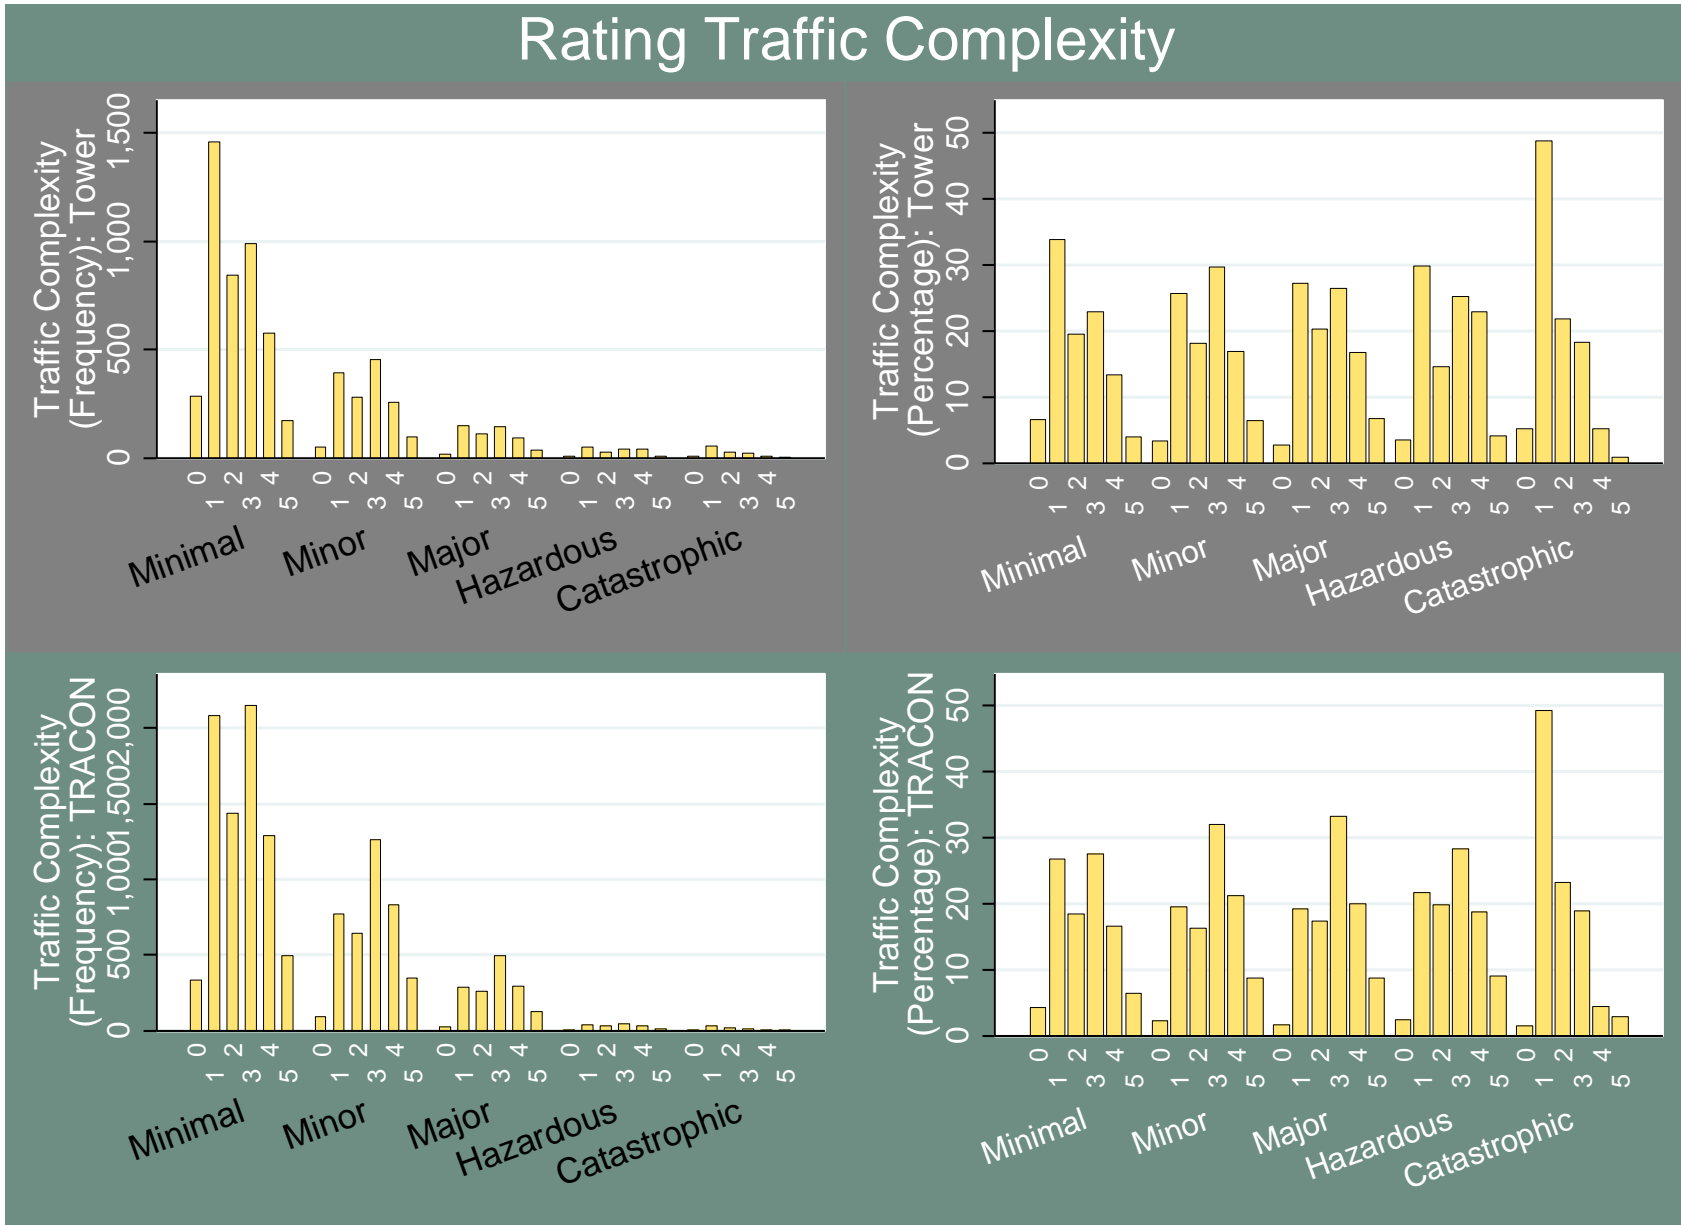 Rating Traffic Complexity
Traffic Complexity
(Frequency): Tower
0 500 1,000 1,500
0 1 2 3 4 5 0 1 2 3 4 5 0 1 2 3 4 5 0 1 2 3 4 5 0 1 2 3 4 5
Minimal Minor Major Hazardous Catastrophic
Traffic Complexity
(Percentage): Tower
0 10 20 30 40 50
0 1 2 3 4 5 0 1 2 3 4 5 0 1 2 3 4 5 0 1 2 3 4 5 0 1 2 3 4 5
Minimal Minor Major Hazardous Catastrophic
Traffic Complexity
(Frequency): TRACON
0 500 1,000 1,500 2,000
0 1 2 3 4 5 0 1 2 3 4 5 0 1 2 3 4 5 0 1 2 3 4 5 0 1 2 3 4 5
Minimal Minor Major Hazardous Catastrophic
Traffic Complexity
(Percentage): TRACON
0 10 20 30 40 50
0 1 2 3 4 5 0 1 2 3 4 5 0 1 2 3 4 5 0 1 2 3 4 5 0 1 2 3 4 5
Minimal Minor Major Hazardous Catastrophic